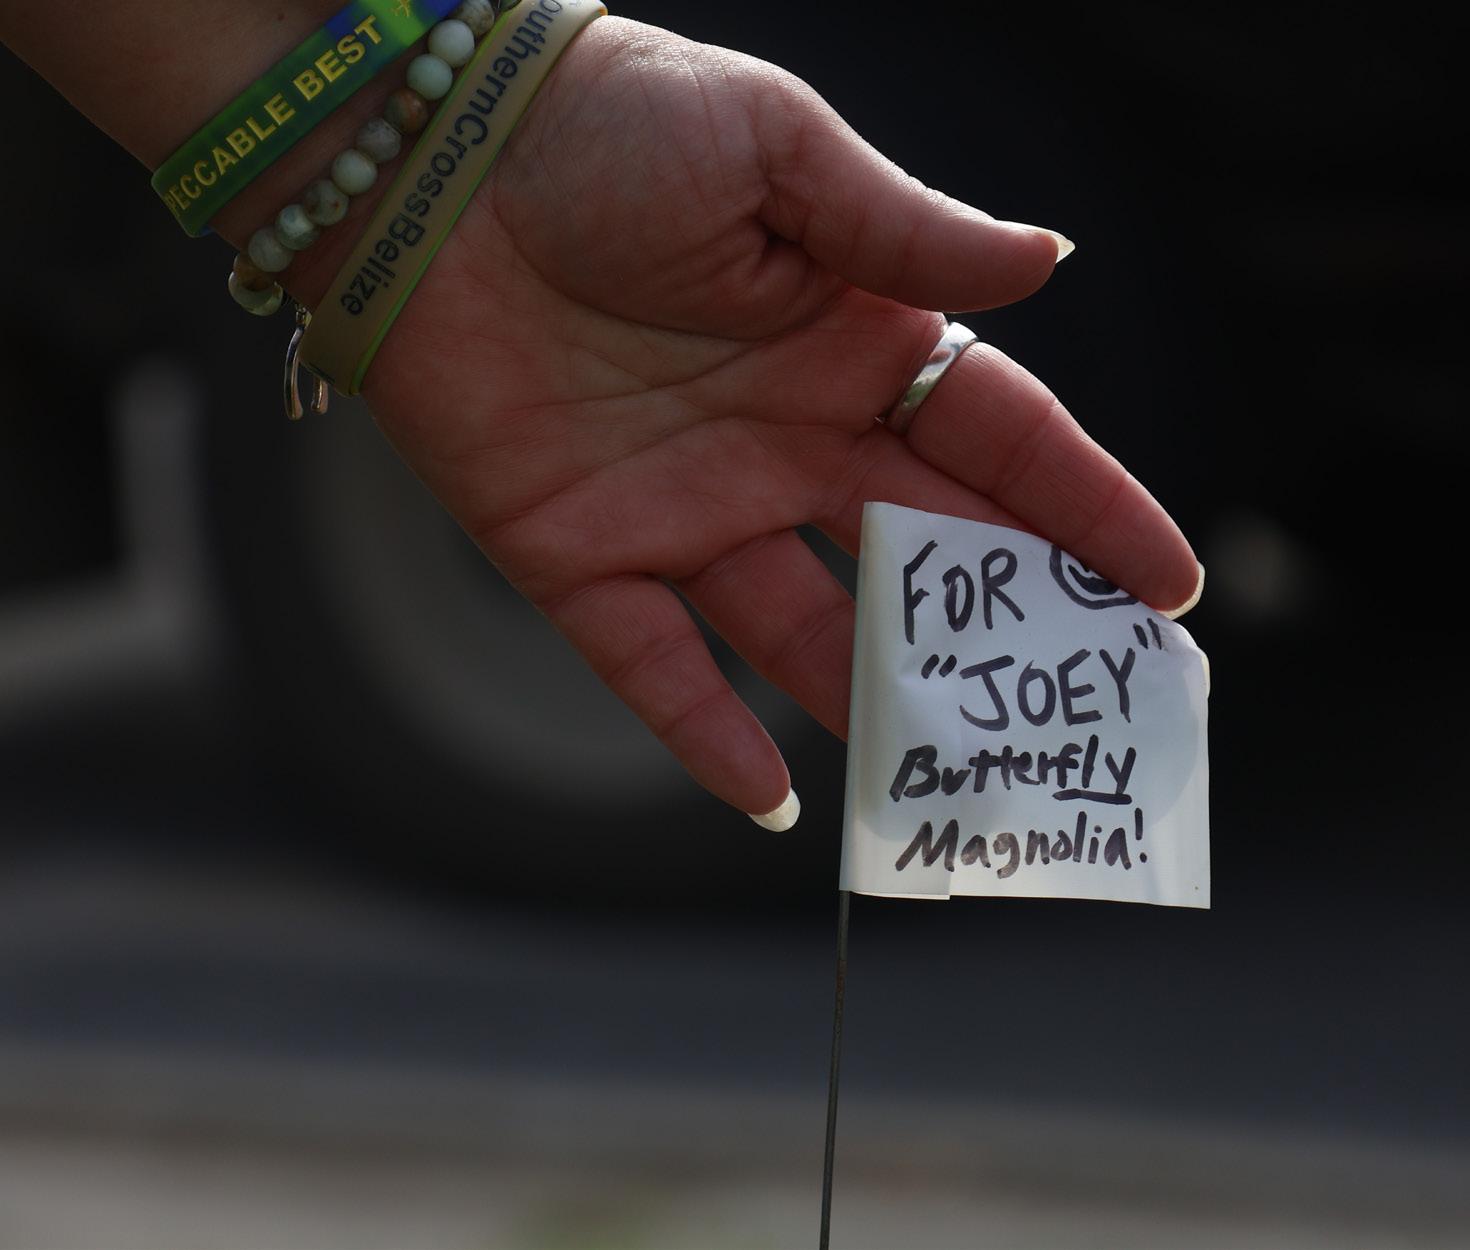 PECCABLE BEST
outhernCrossBelize
FOR
"JOEY"
Butterfly
Magnolia!